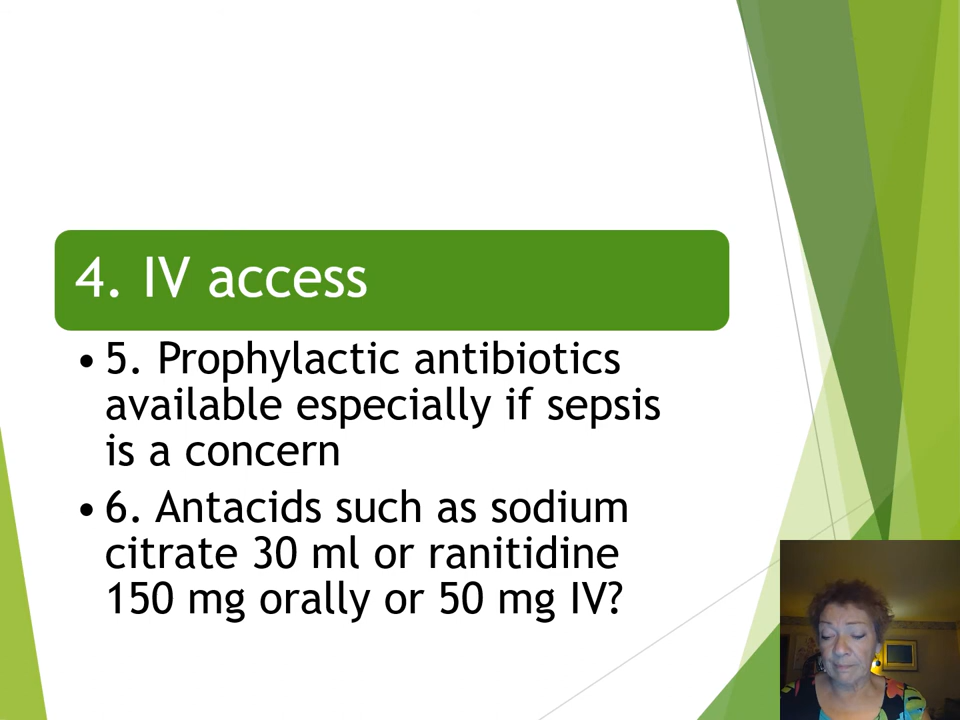 4. IV access
• 5. Prophylactic antibiotics
available especially if sepsis
is a concern
• 6. Antacids such as sodium
citrate 30 ml or ranitidine
150 mg orally or 50 mg IV?